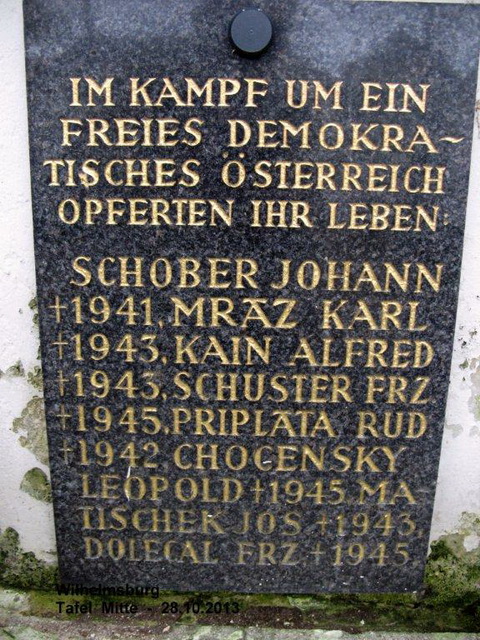 IM KAMPF UM EIN
FREIES DEMOKRA-
TISCHES ÖSTERREICH
OPFERTEN IHR LEBEN:
SCHOBER JOHANN
+1941, MRAZ KARL
+1943, KAIN ALFRED
+1943, SCHUSTER FRZ
+1945, PRIPLATA RUD
+1942 CHOCENSKY
LEOPOLD +1945 MA-
TISCHEK JOS +1943,
DOLECAL FRZ. +1945.
Wilhelmsburg
Tafel Mitte - 28.10.2013